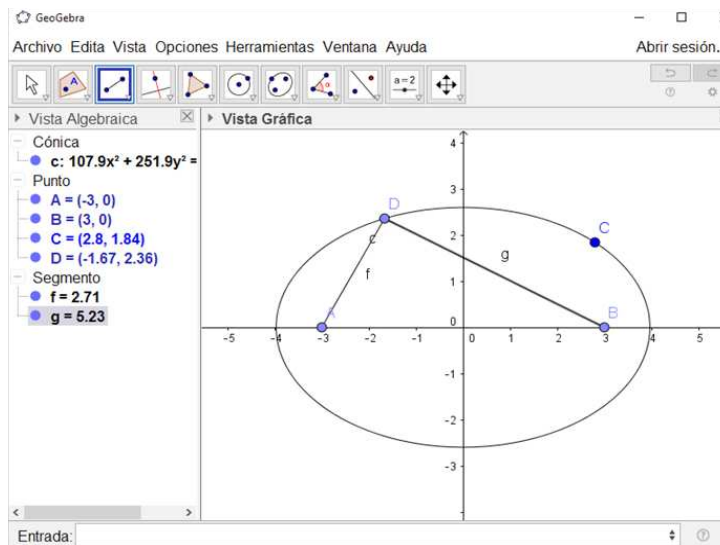 GeoGebra
Archivo Edita Vista Opciones Herramientas Ventana Ayuda Abrir sesión.
A α a = 2
Vista Algebraica
Vista Gráfica
Cónica
c: 107.9x² + 251.9y² =
Punto
A = (-3, 0)
B = (3, 0)
C = (2.8, 1.84)
D = (-1.67, 2.36)
Segmento
f = 2.71
g = 5.23
4
3
D
C
c
2
g
f
1
A
B
0
-5 -4 -3 -2 -1 0 1 2 3 4 5
-1
-2
-3
Entrada: